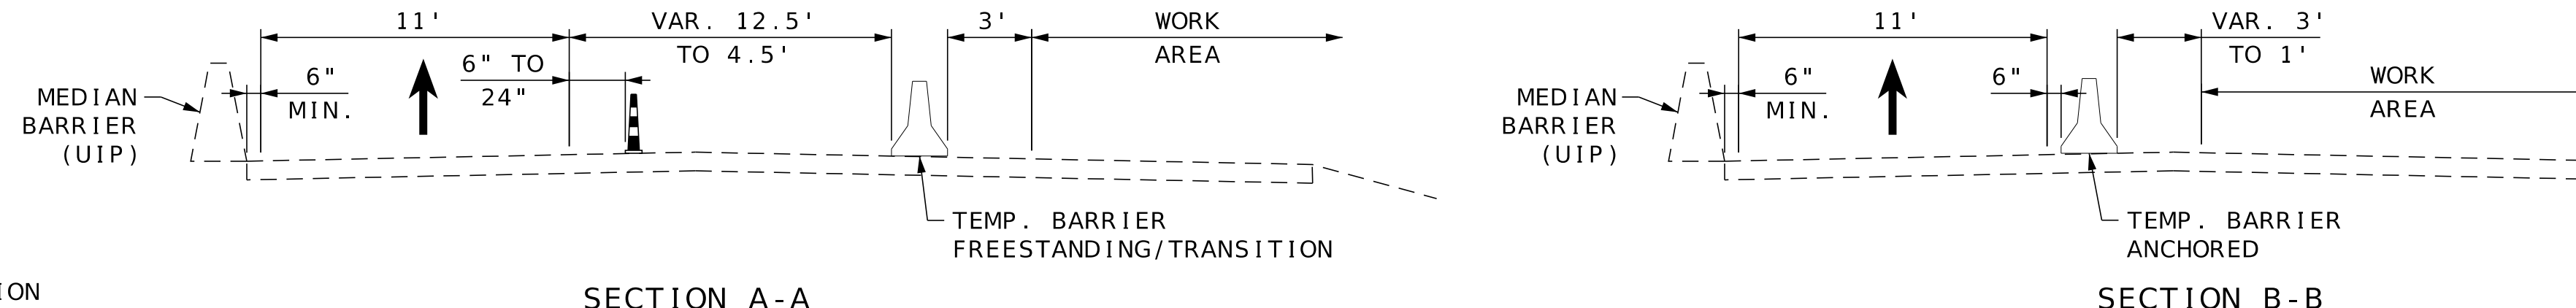 11'
VAR. 12.5'
TO 4.5'
3'
WORK
AREA
6" TO
24"
6"
MIN.
MEDIAN
BARRIER
(UIP)
TEMP. BARRIER
FREESTANDING/TRANSITION
ION
SECTION A-A
11'
VAR. 3'
TO 1'
6"
MIN.
6"
WORK
AREA
MEDIAN
BARRIER
(UIP)
TEMP. BARRIER
ANCHORED
SECTION B-B